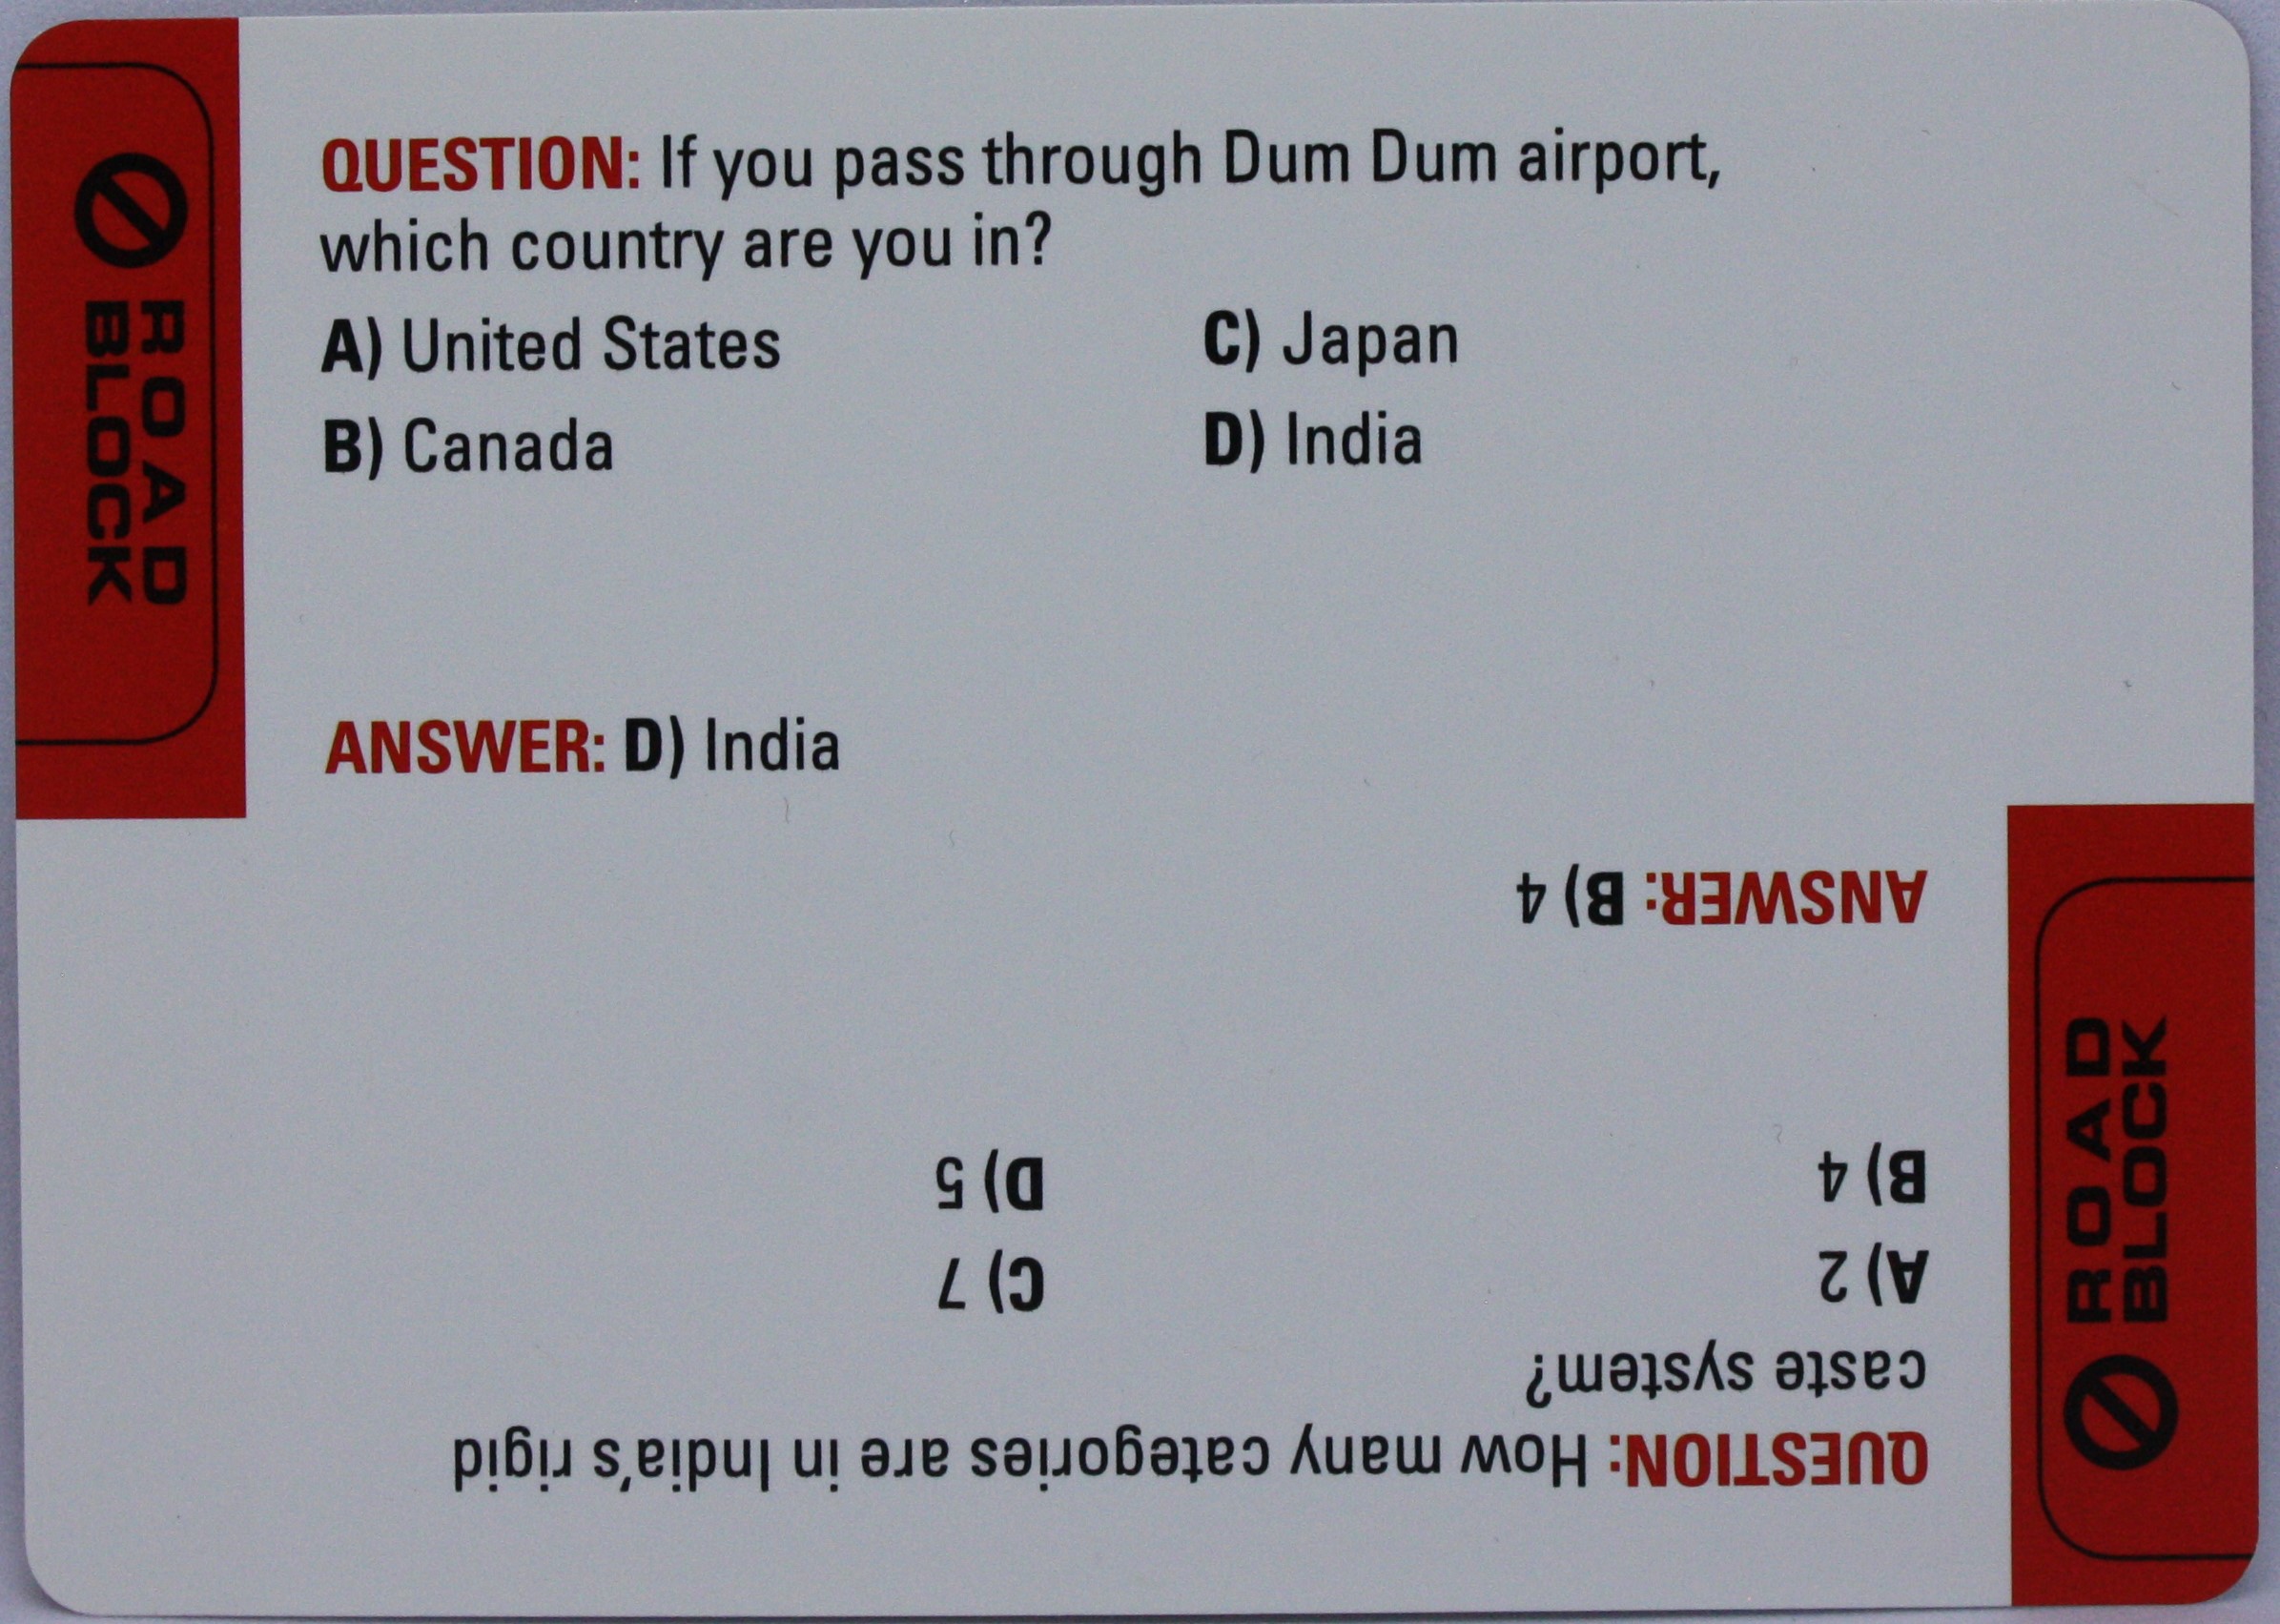 ROAD
BLOCK
QUESTION: If you pass through Dum Dum airport,
which country are you in?
A) United States
B) Canada
C) Japan
D) India
ANSWER: D) India
ROAD
BLOCK
QUESTION: How many categories are in India's rigid
caste system?
A) 2
B) 4
C) 7
D) 5
ANSWER: B) 4